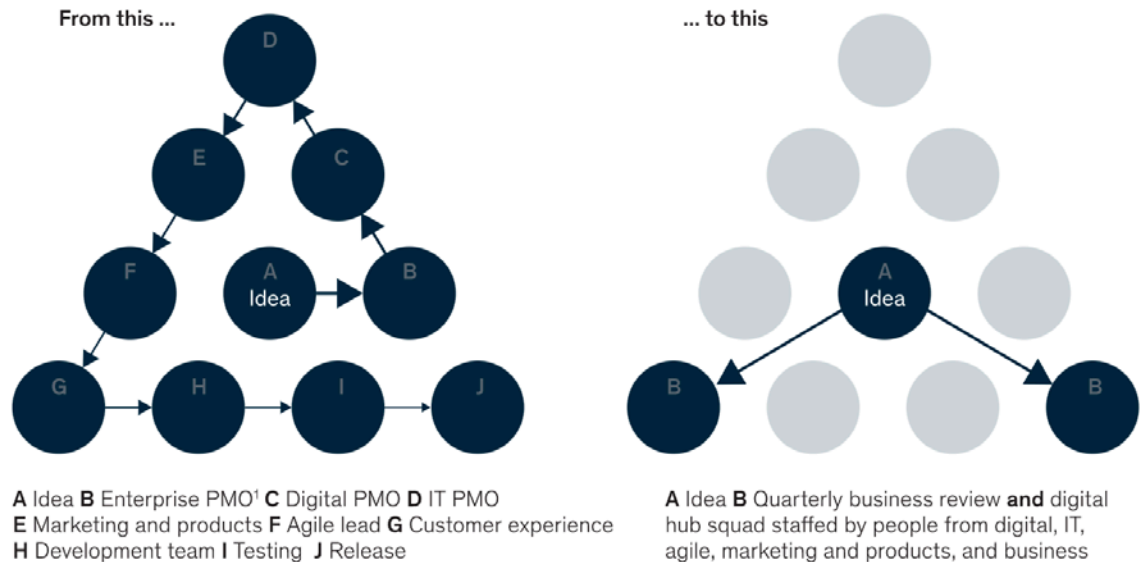 From this ...
... to this
D
E
C
F
A
Idea
B
G
H
I
J
A
Idea
B
B
A Idea B Enterprise PMO¹ C Digital PMO D IT PMO
E Marketing and products F Agile lead G Customer experience
H Development team I Testing J Release
A Idea B Quarterly business review and digital
hub squad staffed by people from digital, IT,
agile, marketing and products, and business